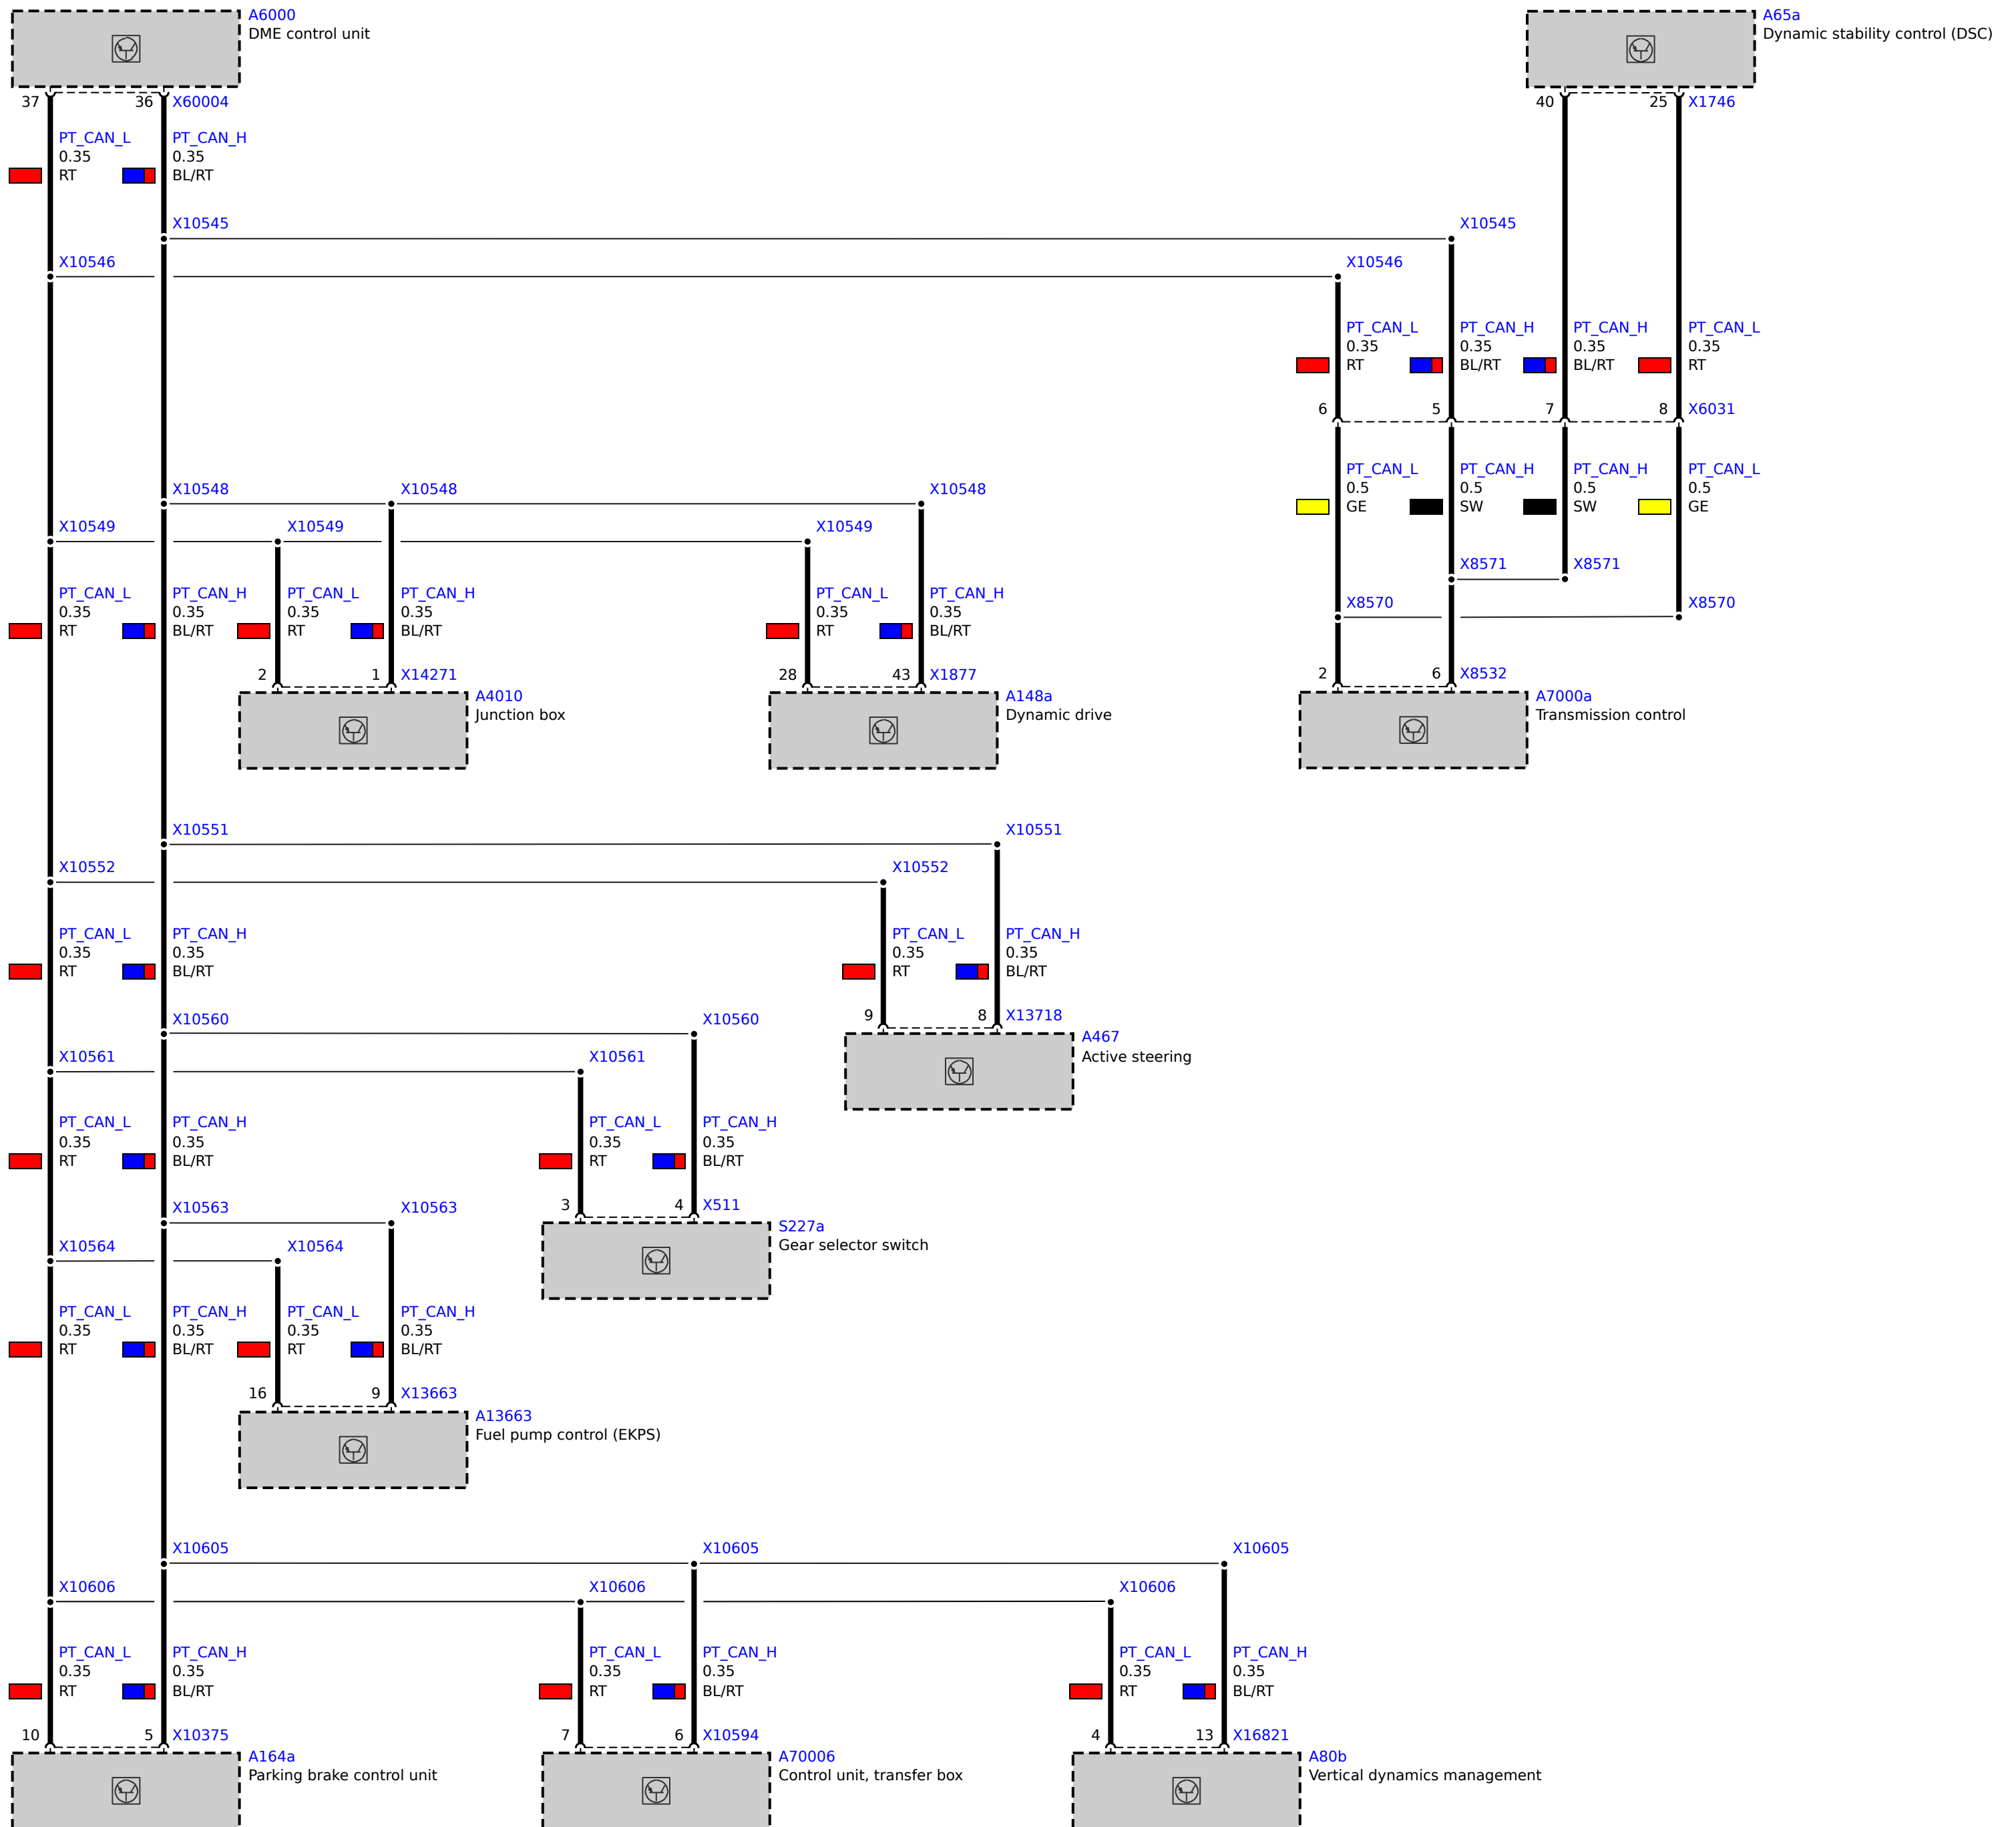 A6000
DME control unit
A65a
Dynamic stability control (DSC)
37 36 X60004
40 25 X1746
PT_CAN_L PT_CAN_H
0.35 0.35
RT BL/RT
X10545 X10545
X10546 X10546
PT_CAN_L PT_CAN_H PT_CAN_H PT_CAN_L
0.35 0.35 0.35 0.35
RT BL/RT BL/RT RT
6 5 7 8 X6031
PT_CAN_L PT_CAN_H PT_CAN_H PT_CAN_L
0.5 0.5 0.5 0.5
GE SW SW GE
X10548 X10548 X10548
X10549 X10549 X10549
X8571 X8571
X8570 X8570
PT_CAN_L PT_CAN_H PT_CAN_L PT_CAN_H PT_CAN_L PT_CAN_H
0.35 0.35 0.35 0.35 0.35 0.35
RT BL/RT RT BL/RT RT BL/RT
2 1 X14271 28 43 X1877 2 6 X8532
A4010
Junction box
A148a
Dynamic drive
A7000a
Transmission control
X10551 X10551
X10552 X10552
PT_CAN_L PT_CAN_H PT_CAN_L PT_CAN_H
0.35 0.35 0.35 0.35
RT BL/RT RT BL/RT
9 8 X13718
A467
Active steering
X10560 X10560
X10561 X10561
PT_CAN_L PT_CAN_H PT_CAN_L PT_CAN_H
0.35 0.35 0.35 0.35
RT BL/RT RT BL/RT
3 4 X511
S227a
Gear selector switch
X10563 X10563
X10564 X10564
PT_CAN_L PT_CAN_H PT_CAN_L PT_CAN_H
0.35 0.35 0.35 0.35
RT BL/RT RT BL/RT
16 9 X13663
A13663
Fuel pump control (EKPS)
X10605 X10605 X10605
X10606 X10606 X10606
PT_CAN_L PT_CAN_H PT_CAN_L PT_CAN_H PT_CAN_L PT_CAN_H
0.35 0.35 0.35 0.35 0.35 0.35
RT BL/RT RT BL/RT RT BL/RT
10 5 X10375 7 6 X10594 4 13 X16821
A164a
Parking brake control unit
A70006
Control unit, transfer box
A80b
Vertical dynamics management